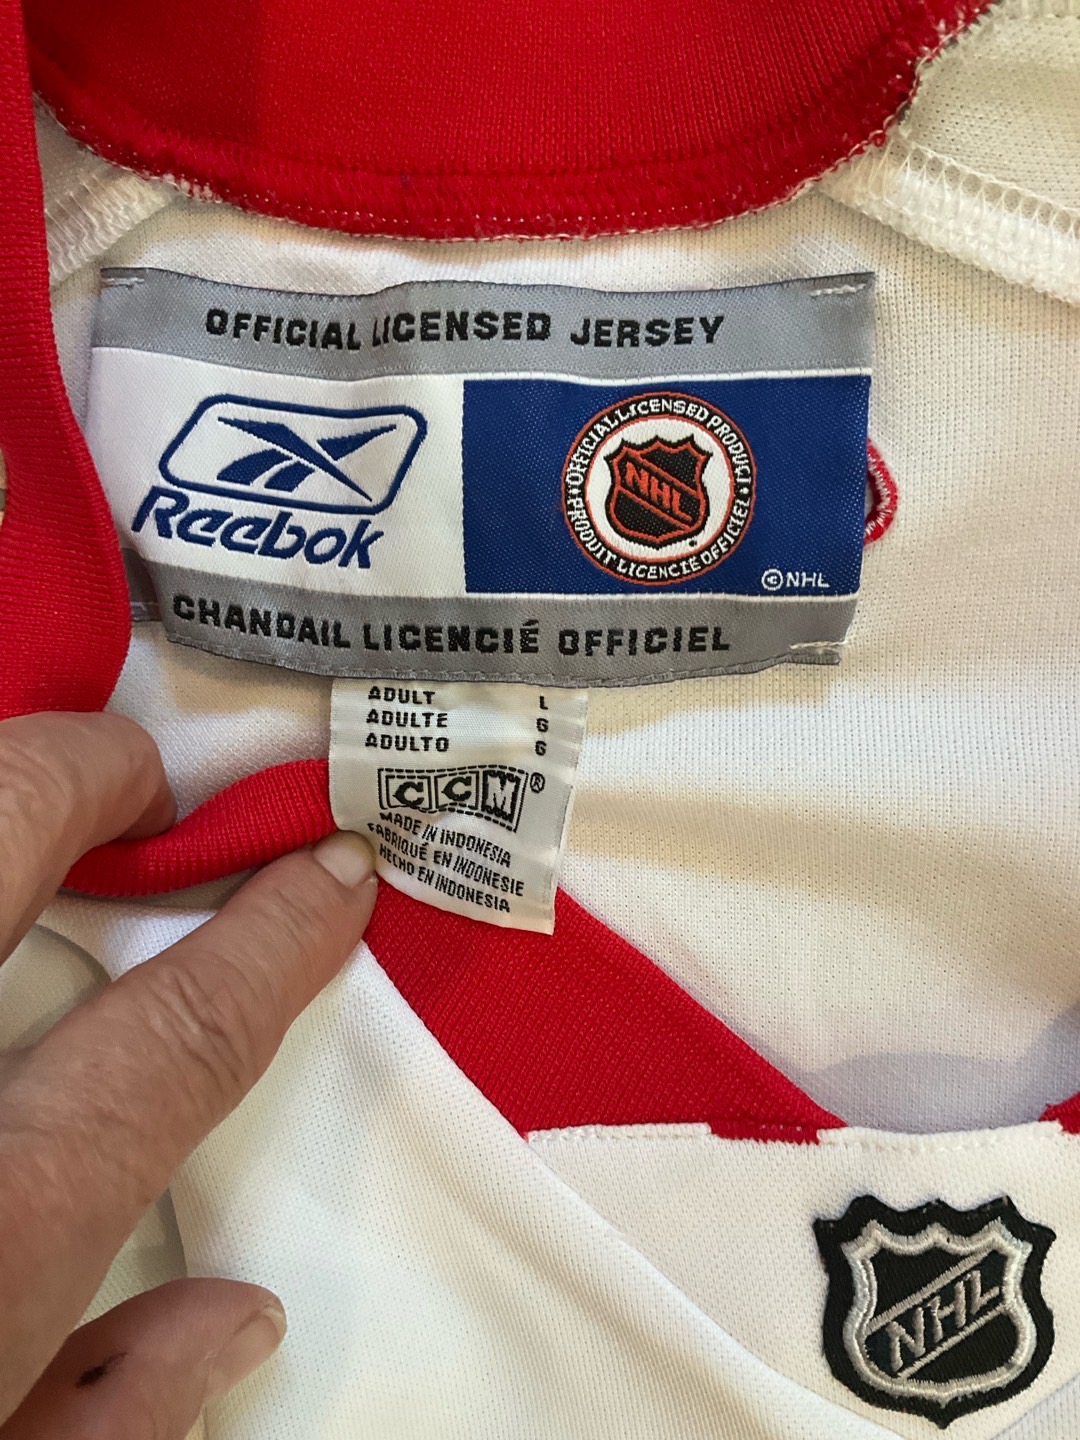 OFFICIAL LICENSED JERSEY
Reebok
OFFICIAL LICENSED PRODUCT •
NHL
PRODUIT LICENCIÉ OFFICIEL •
©NHL
CHANDAIL LICENCIÉ OFFICIEL
ADULT L
ADULTE G
ADULTO G
CCM®
MADE IN INDONESIA
FABRIQUÉ EN INDONESIE
HECHO EN INDONESIA
NHL